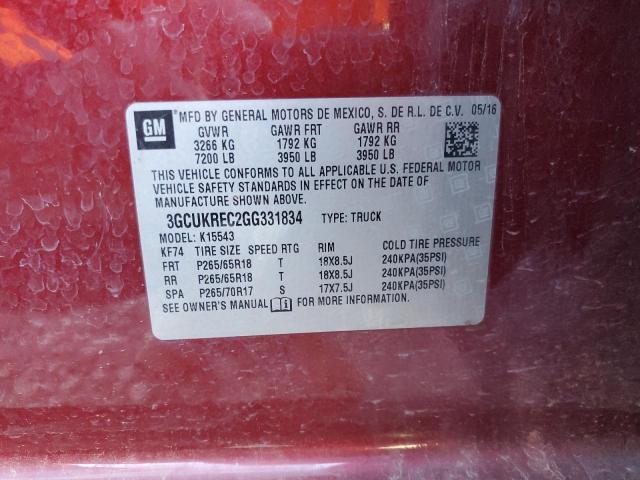 GM
MFD BY GENERAL MOTORS DE MEXICO, S. DE R.L. DE C.V. 05/16
GVWR GAWR FRT GAWR RR
3266 KG 1792 KG 1792 KG
7200 LB 3950 LB 3950 LB
THIS VEHICLE CONFORMS TO ALL APPLICABLE U.S. FEDERAL MOTOR
VEHICLE SAFETY STANDARDS IN EFFECT ON THE DATE OF
MANUFACTURE SHOWN ABOVE.
3GCUKREC2GG331834 TYPE: TRUCK
MODEL: K15543
KF74 TIRE SIZE SPEED RTG RIM COLD TIRE PRESSURE
FRT P265/65R18 T 18X8.5J 240KPA(35PSI)
RR P265/65R18 T 18X8.5J 240KPA(35PSI)
SPA P265/70R17 S 17X7.5J 240KPA(35PSI)
SEE OWNER'S MANUAL FOR MORE INFORMATION.